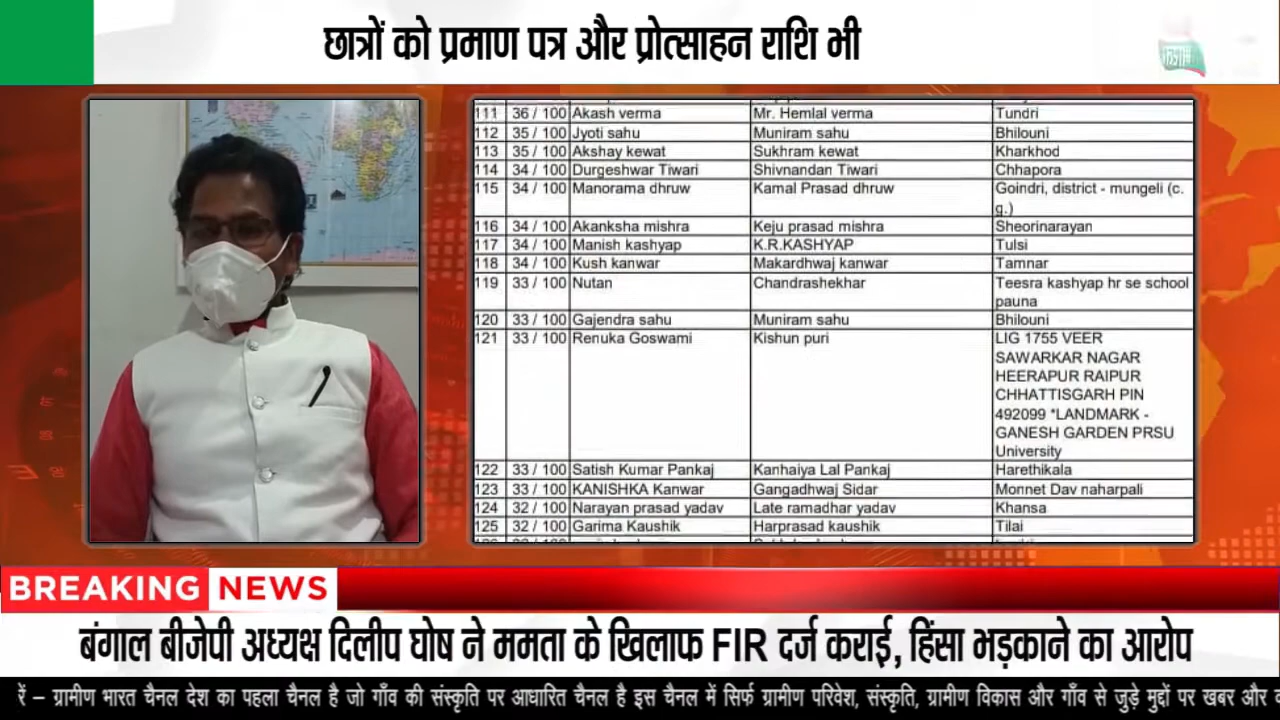 छात्रों को प्रमाण पत्र और प्रोत्साहन राशि भी
111 36 / 100 Akash verma Mr. Hemlal verma Tundri
112 35 / 100 Jyoti sahu Muniram sahu Bhilouni
113 35 / 100 Akshay kewat Sukhram kewat Kharkhod
114 34 / 100 Durgeshwar Tiwari Shivnandan Tiwari Chhapora
115 34 / 100 Manorama dhruw Kamal Prasad dhruw Goindri, district - mungeli (c.
g.)
116 34 / 100 Akanksha mishra Keju prasad mishra Sheorinarayan
117 34 / 100 Manish kashyap K.R.KASHYAP Tulsi
118 34 / 100 Kush kanwar Makardhwaj kanwar Tamnar
119 33 / 100 Nutan Chandrashekhar Teesra kashyap hr se school
pauna
120 33 / 100 Gajendra sahu Muniram sahu Bhilouni
121 33 / 100 Renuka Goswami Kishun puri LIG 1755 VEER
SAWARKAR NAGAR
HEERAPUR RAIPUR
CHHATTISGARH PIN
492099 *LANDMARK -
GANESH GARDEN PRSU
University
122 33 / 100 Satish Kumar Pankaj Kanhaiya Lal Pankaj Harethikala
123 33 / 100 KANISHKA Kanwar Gangadhwaj Sidar Monnet Dav naharpali
124 32 / 100 Narayan prasad yadav Late ramadhar yadav Khansa
125 32 / 100 Garima Kaushik Harprasad kaushik Tilai
BREAKING NEWS
बंगाल बीजेपी अध्यक्ष दिलीप घोष ने ममता के खिलाफ FIR दर्ज कराई, हिंसा भड़काने का आरोप
रें – ग्रामीण भारत चैनल देश का पहला चैनल है जो गाँव की संस्कृति पर आधारित चैनल है इस चैनल में सिर्फ ग्रामीण परिवेश, संस्कृति, ग्रामीण विकास और गाँव से जुड़े मुद्दों पर खबर और